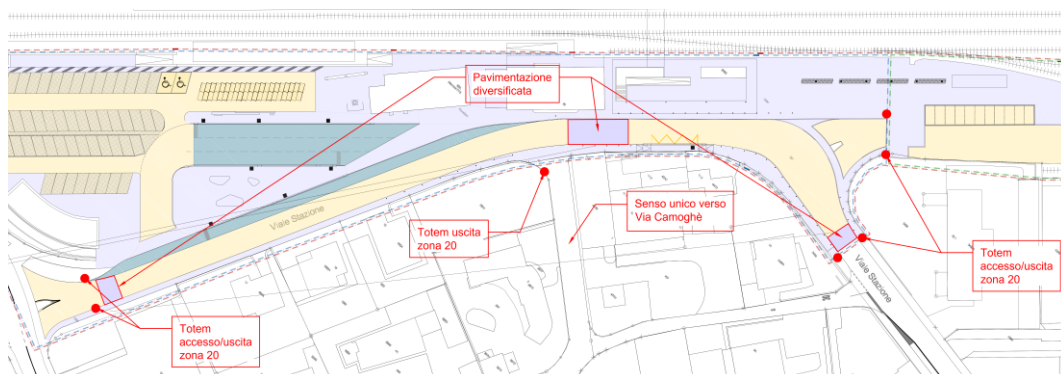 Pavimentazione
diversificata
Viale Stazione
Totem uscita
zona 20
Senso unico verso
Via Camoghè
Totem
accesso/uscita
zona 20
Viale Stazione
Totem
accesso/uscita
zona 20